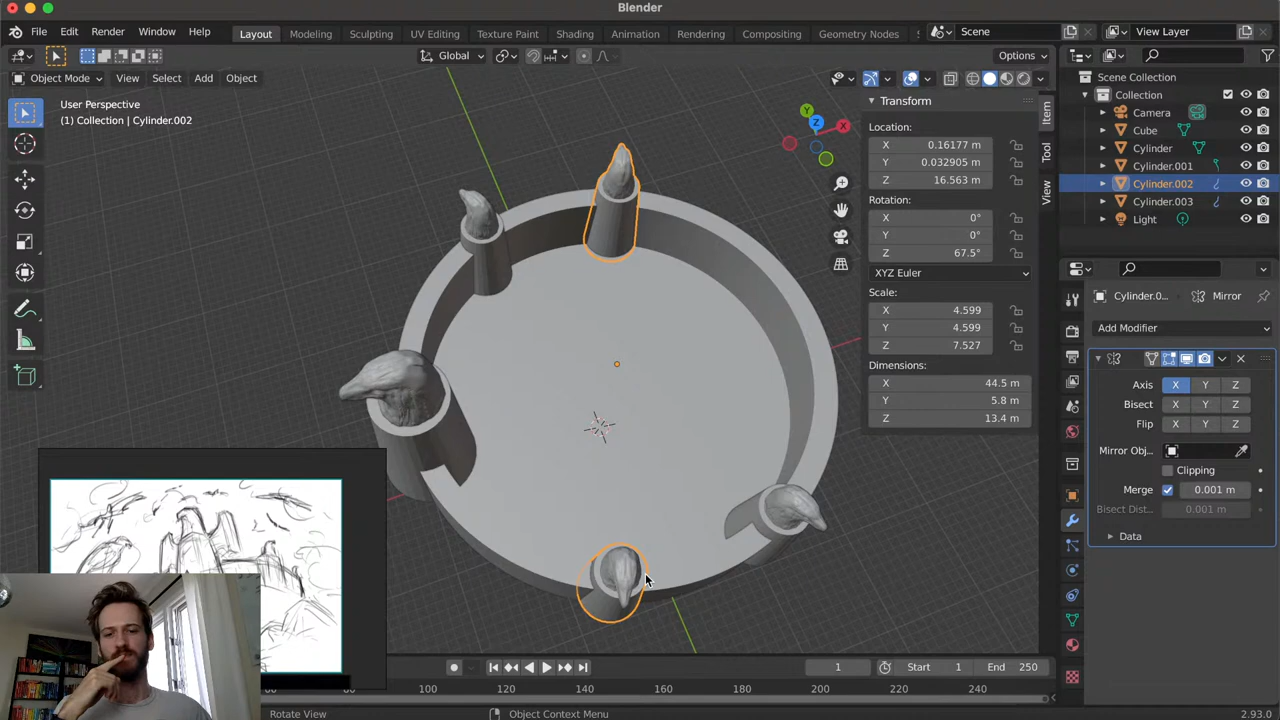 Blender
File Edit Render Window Help
Layout Modeling Sculpting UV Editing Texture Paint Shading Animation Rendering Compositing Geometry Nodes
Scene
View Layer
Global
Options
Object Mode View Select Add Object
User Perspective
(1) Collection | Cylinder.002
Z
Y
X
Transform
Location:
X 0.16177 m
Y 0.032905 m
Z 16.563 m
Rotation:
X 0°
Y 0°
Z 67.5°
XYZ Euler
Scale:
X 4.599
Y 4.599
Z 7.527
Dimensions:
X 44.5 m
Y 5.8 m
Z 13.4 m
Item
Tool
View
Scene Collection
Collection
Camera
Cube
Cylinder
Cylinder.001
Cylinder.002
Cylinder.003
Light
Cylinder.0... Mirror
Add Modifier
Axis X Y Z
Bisect X Y Z
Flip X Y Z
Mirror Obj..
Clipping
Merge 0.001 m
Bisect Dist.. 0.001 m
Data
1 Start 1 End 250
100 120 140 160 180 200 220 240
Rotate View Object Context Menu 2.93.0